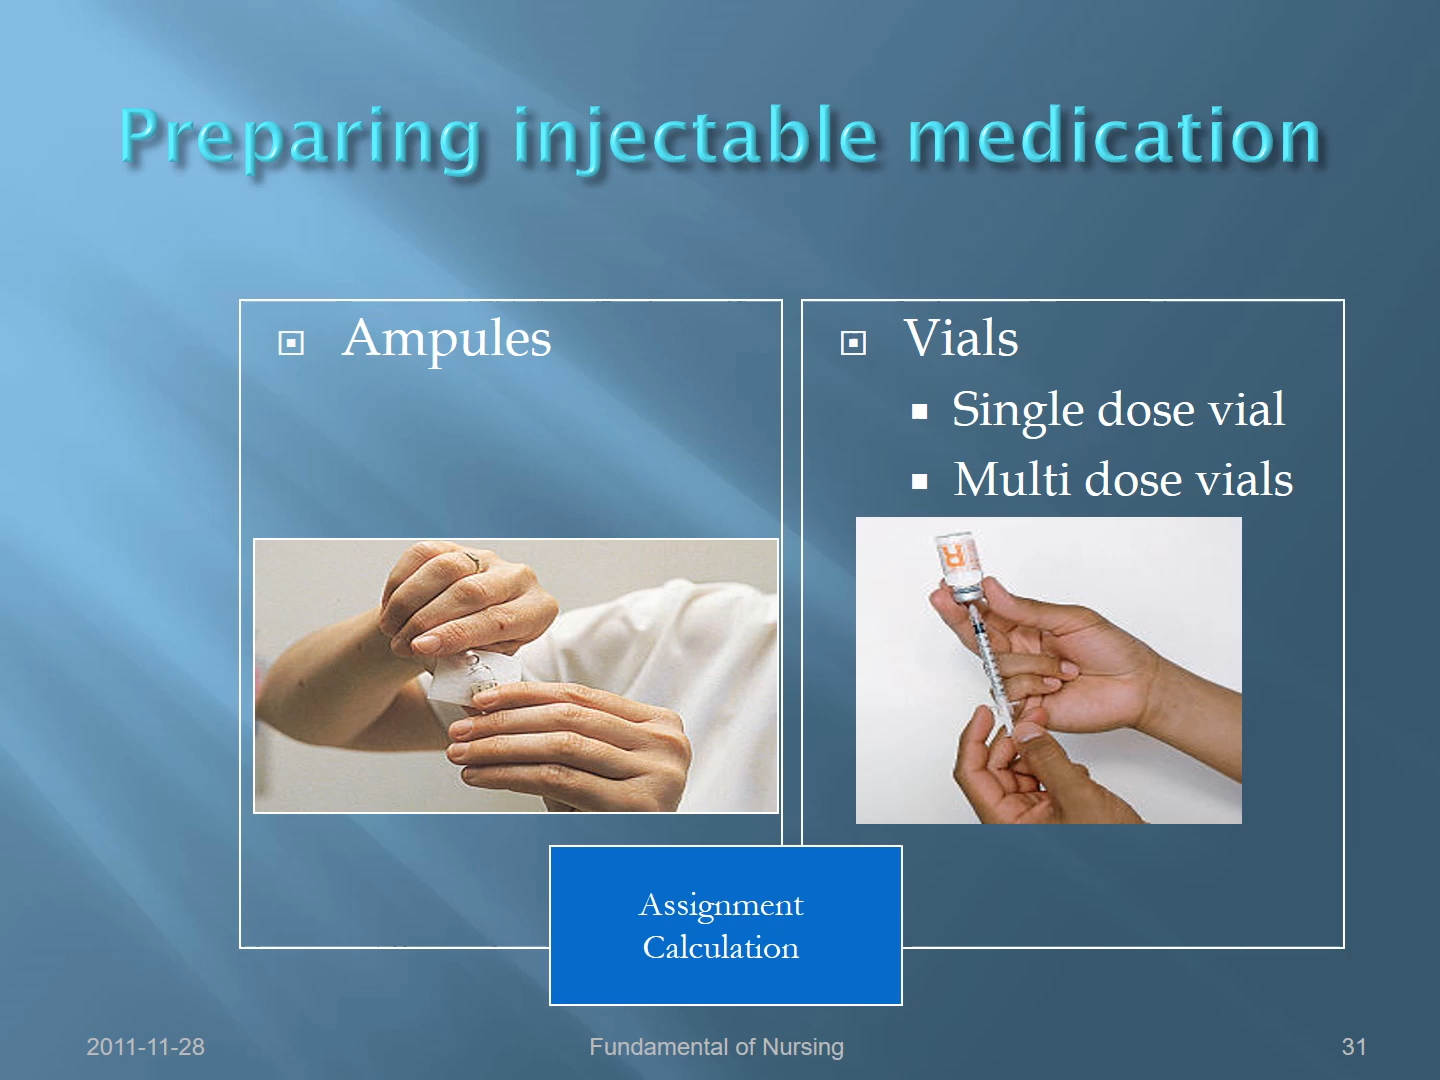 Preparing injectable medication
Ampules
Vials
Single dose vial
Multi dose vials
Assignment
Calculation
2011-11-28
Fundamental of Nursing
31